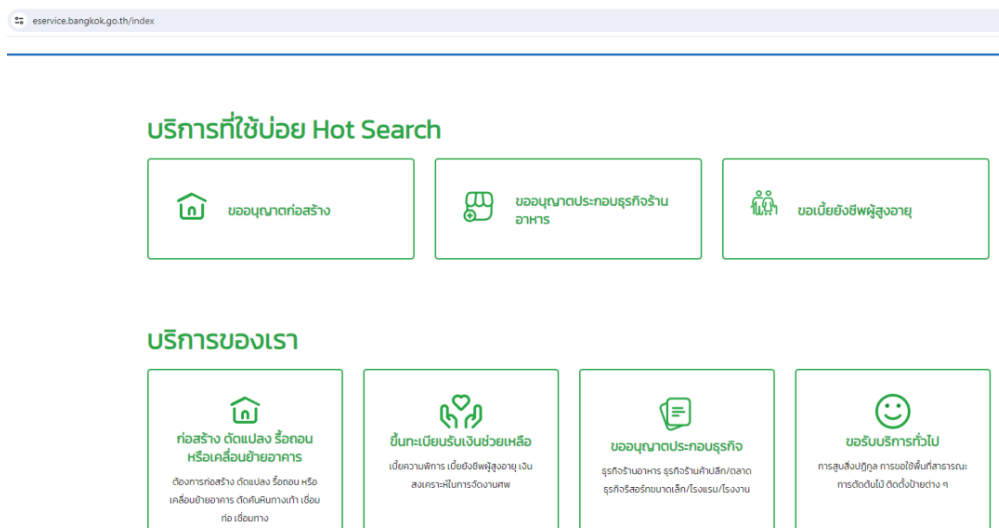 eservice.bangkok.go.th/index
บริการที่ใช้บ่อย Hot Search
ขออนุญาตก่อสร้าง
ขออนุญาตประกอบธุรกิจร้าน
อาหาร
ขอเบี้ยยังชีพผู้สูงอายุ
บริการของเรา
ก่อสร้าง ดัดแปลง รื้อถอน
หรือเคลื่อนย้ายอาคาร
ต้องการก่อสร้าง ดัดแปลง รื้อถอน หรือ
เคลื่อนย้ายอาคาร ตัดคันหินทางเท้า เชื่อม
ท่อ เชื่อมทาง
ขึ้นทะเบียนรับเงินช่วยเหลือ
เบี้ยความพิการ เบี้ยยังชีพผู้สูงอายุ เงิน
สงเคราะห์ในการจัดงานศพ
ขออนุญาตประกอบธุรกิจ
ธุรกิจร้านอาหาร ธุรกิจร้านค้าปลีก/ตลาด
ธุรกิจรีสอร์ทขนาดเล็ก/โรงแรม/โรงงาน
ขอรับบริการทั่วไป
การสูบสิ่งปฏิกูล การขอใช้พื้นที่สาธารณะ
การตัดต้นไม้ ติดตั้งป้ายต่าง ๆ